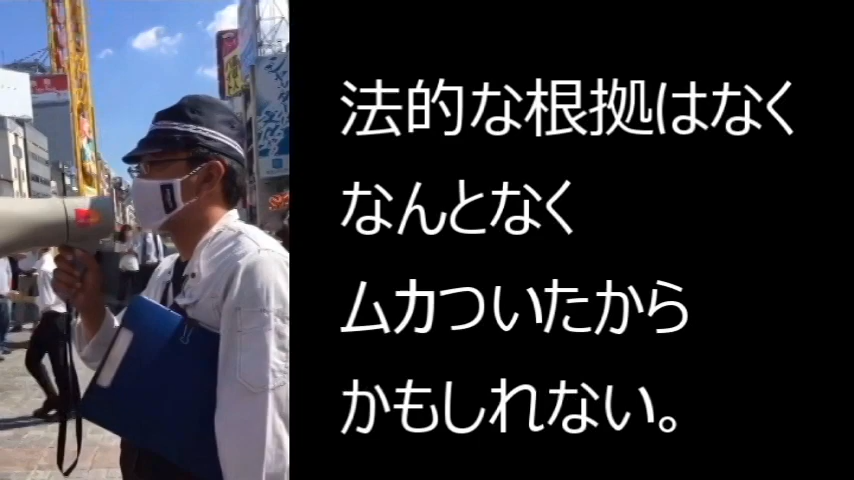 法的な根拠はなく
なんとなく
ムカついたから
かもしれない。